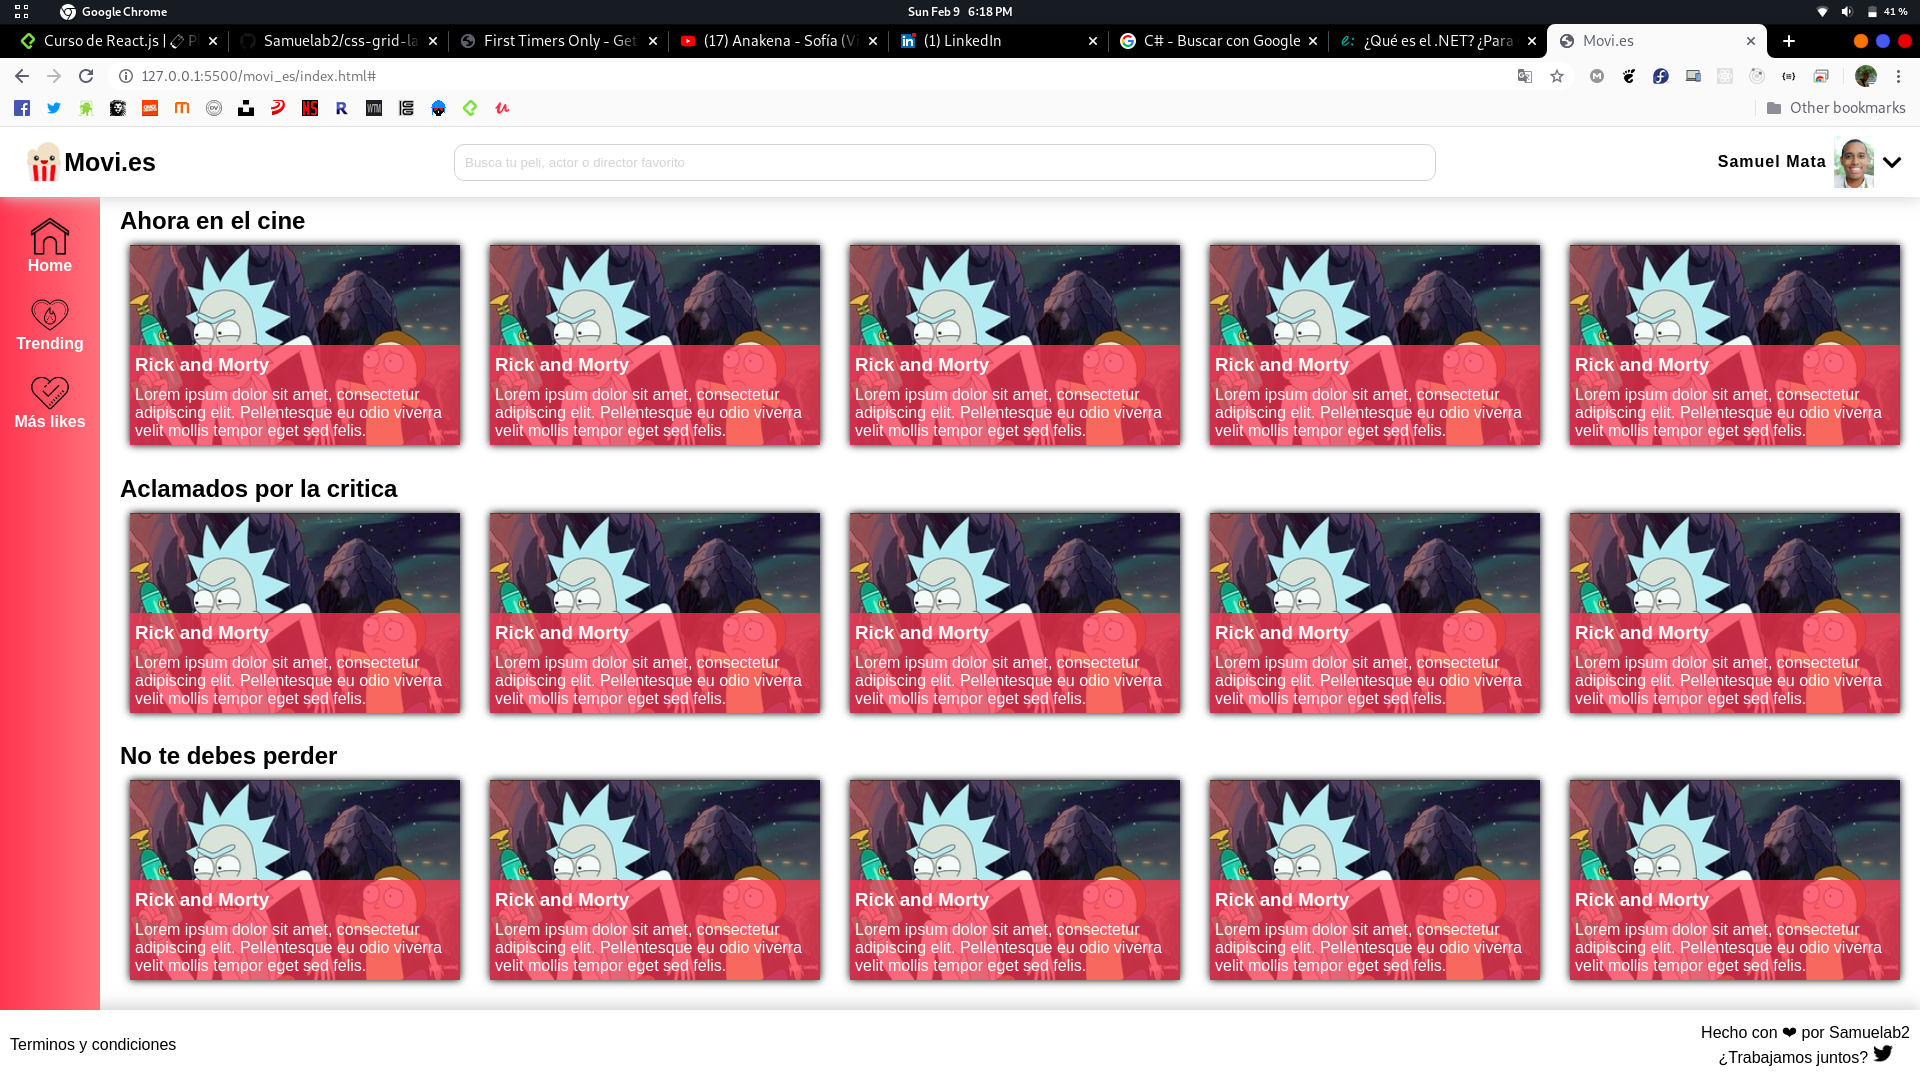 Google Chrome
Sun Feb 9 6:18 PM
41 %
Curso de React.js |
Samuelab2/css-grid-la
First Timers Only - Get
(17) Anakena - Sofía (Vi
(1) LinkedIn
C# - Buscar con Google
¿Qué es el .NET? ¿Para
Movi.es
127.0.0.1:5500/movi_es/index.html#
Other bookmarks
Movi.es
Busca tu peli, actor o director favorito
Samuel Mata
Home
Trending
Más likes
Ahora en el cine
Rick and Morty
Lorem ipsum dolor sit amet, consectetur
adipiscing elit. Pellentesque eu odio viverra
velit mollis tempor eget sed felis.
Rick and Morty
Lorem ipsum dolor sit amet, consectetur
adipiscing elit. Pellentesque eu odio viverra
velit mollis tempor eget sed felis.
Rick and Morty
Lorem ipsum dolor sit amet, consectetur
adipiscing elit. Pellentesque eu odio viverra
velit mollis tempor eget sed felis.
Rick and Morty
Lorem ipsum dolor sit amet, consectetur
adipiscing elit. Pellentesque eu odio viverra
velit mollis tempor eget sed felis.
Rick and Morty
Lorem ipsum dolor sit amet, consectetur
adipiscing elit. Pellentesque eu odio viverra
velit mollis tempor eget sed felis.
Aclamados por la critica
Rick and Morty
Lorem ipsum dolor sit amet, consectetur
adipiscing elit. Pellentesque eu odio viverra
velit mollis tempor eget sed felis.
Rick and Morty
Lorem ipsum dolor sit amet, consectetur
adipiscing elit. Pellentesque eu odio viverra
velit mollis tempor eget sed felis.
Rick and Morty
Lorem ipsum dolor sit amet, consectetur
adipiscing elit. Pellentesque eu odio viverra
velit mollis tempor eget sed felis.
Rick and Morty
Lorem ipsum dolor sit amet, consectetur
adipiscing elit. Pellentesque eu odio viverra
velit mollis tempor eget sed felis.
Rick and Morty
Lorem ipsum dolor sit amet, consectetur
adipiscing elit. Pellentesque eu odio viverra
velit mollis tempor eget sed felis.
No te debes perder
Rick and Morty
Lorem ipsum dolor sit amet, consectetur
adipiscing elit. Pellentesque eu odio viverra
velit mollis tempor eget sed felis.
Rick and Morty
Lorem ipsum dolor sit amet, consectetur
adipiscing elit. Pellentesque eu odio viverra
velit mollis tempor eget sed felis.
Rick and Morty
Lorem ipsum dolor sit amet, consectetur
adipiscing elit. Pellentesque eu odio viverra
velit mollis tempor eget sed felis.
Rick and Morty
Lorem ipsum dolor sit amet, consectetur
adipiscing elit. Pellentesque eu odio viverra
velit mollis tempor eget sed felis.
Rick and Morty
Lorem ipsum dolor sit amet, consectetur
adipiscing elit. Pellentesque eu odio viverra
velit mollis tempor eget sed felis.
Terminos y condiciones
Hecho con ❤ por Samuelab2
¿Trabajamos juntos?